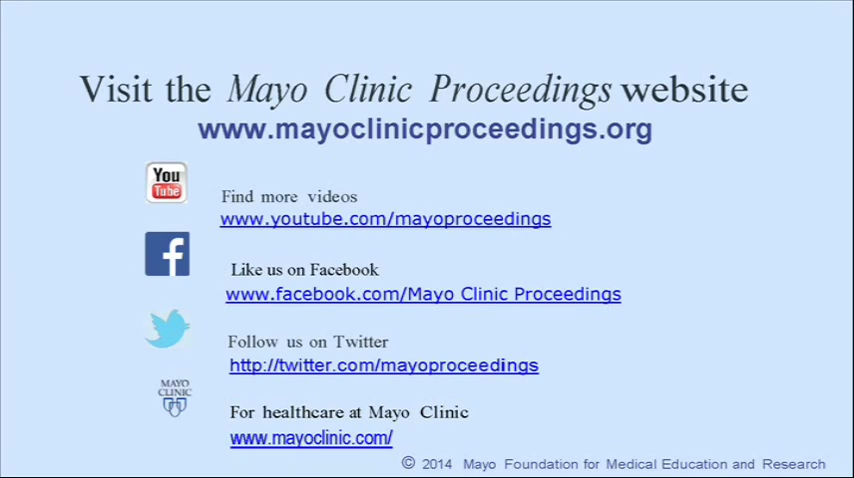 Visit the Mayo Clinic Proceedings website
www.mayoclinicproceedings.org
You
Tube
Find more videos
www.youtube.com/mayoproceedings
f
Like us on Facebook
www.facebook.com/Mayo Clinic Proceedings
Follow us on Twitter
http://twitter.com/mayoproceedings
MAYO
CLINIC
For healthcare at Mayo Clinic
www.mayoclinic.com/
© 2014 Mayo Foundation for Medical Education and Research